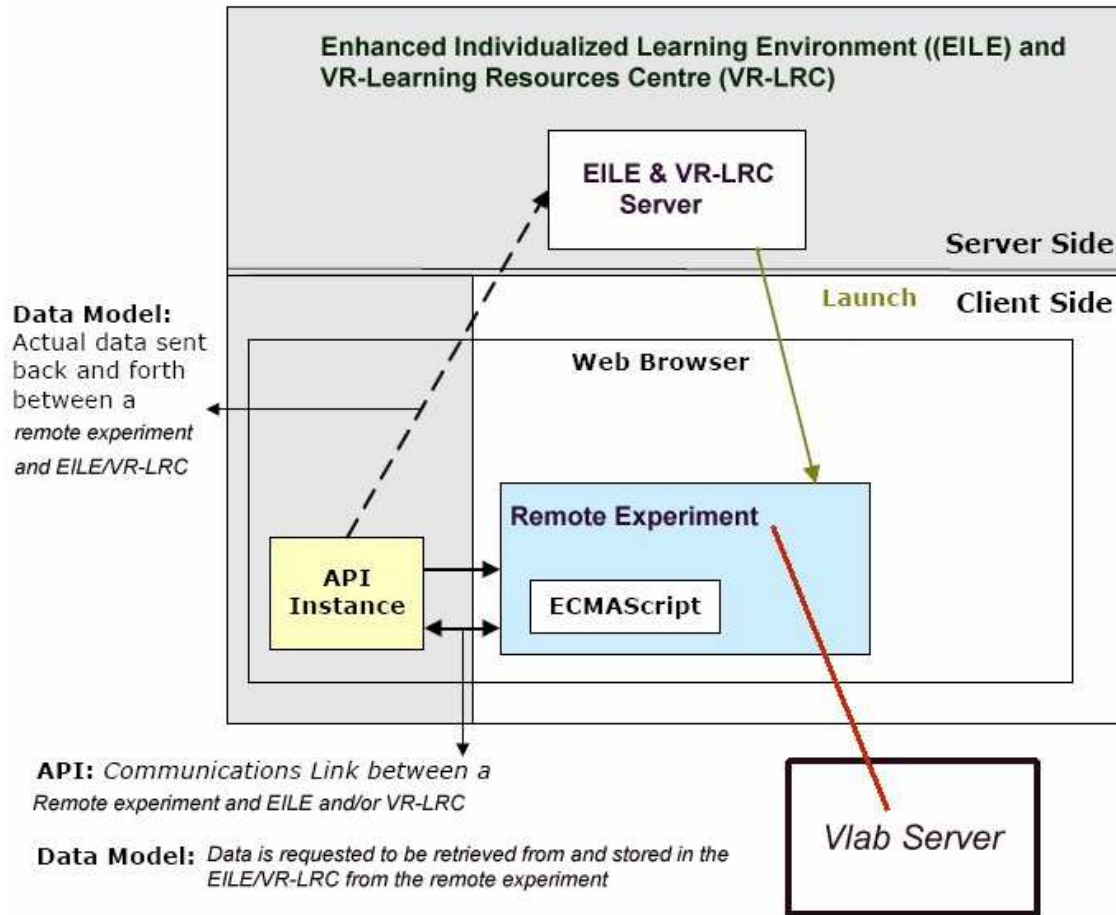 Enhanced Individualized Learning Environment ((EILE) and
VR-Learning Resources Centre (VR-LRC)
EILE & VR-LRC
Server
Server Side
Launch
Client Side
Data Model:
Actual data sent
back and forth
between a
remote experiment
and EILE/VR-LRC
Web Browser
Remote Experiment
API
Instance
ECMAScript
API: Communications Link between a
Remote experiment and EILE and/or VR-LRC
Data Model: Data is requested to be retrieved from and stored in the
EILE/VR-LRC from the remote experiment
Vlab Server